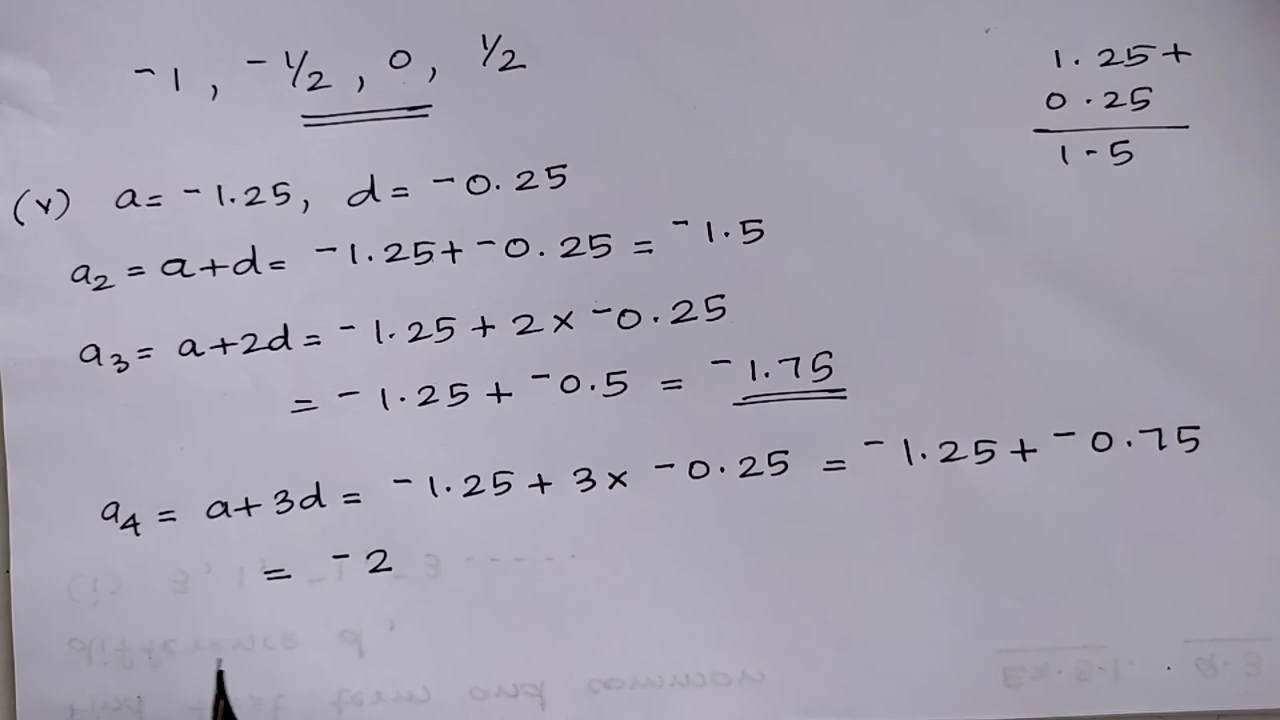 -1, -1/2, 0, 1/2
1.25+
0.25
1-5
(v) a= -1.25, d= -0.25
a₂ = a+d= -1.25+ -0.25 = -1.5
a₃ = a+2d= -1.25 + 2 x -0.25
= -1.25 + -0.5 = -1.75
a₄ = a+3d = -1.25 + 3x -0.25 = -1.25 + -0.75
= -2